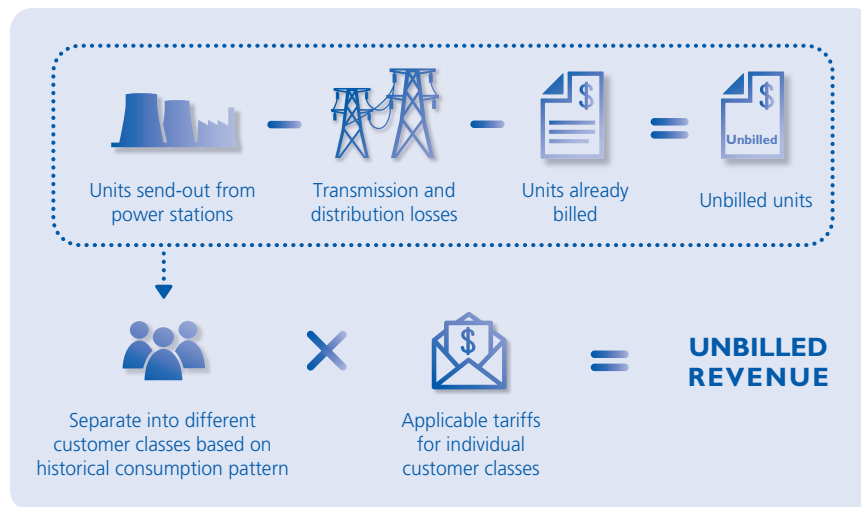 $
$
Unbilled
Units send-out from
power stations
Transmission and
distribution losses
Units already
billed
Unbilled units
$
UNBILLED
REVENUE
Separate into different
customer classes based on
historical consumption pattern
Applicable tariffs
for individual
customer classes